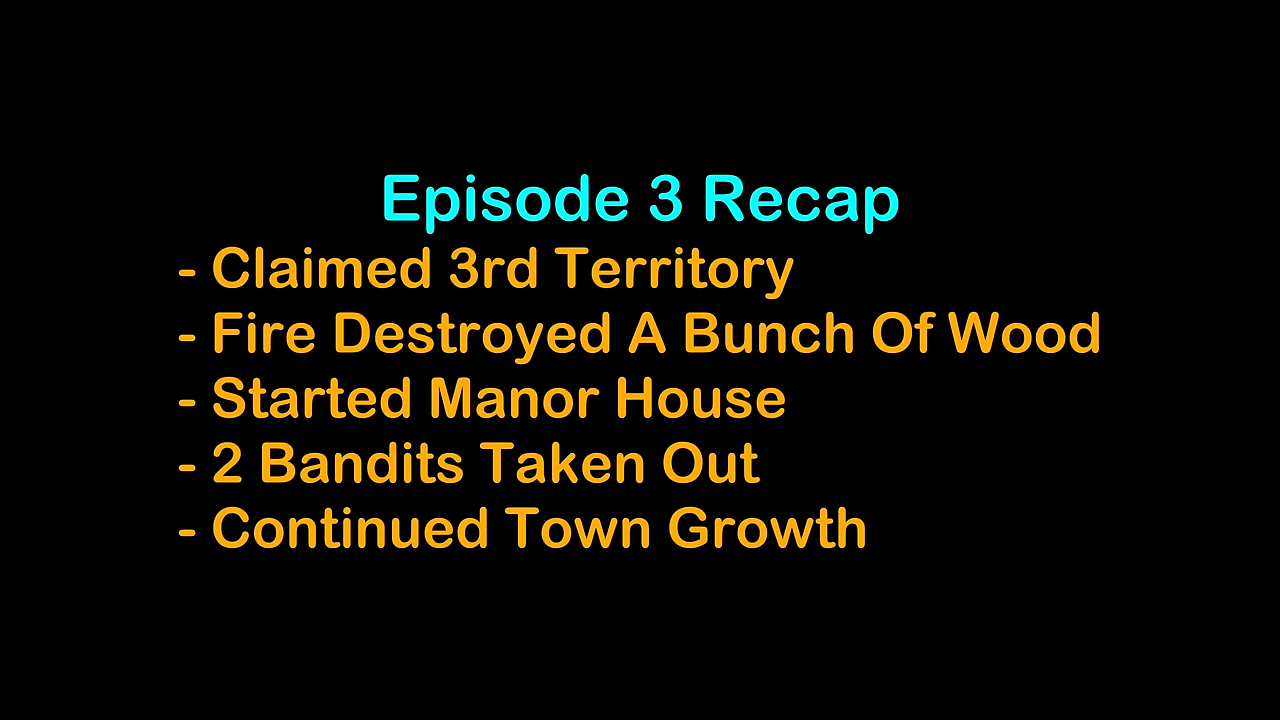 Episode 3 Recap
- Claimed 3rd Territory
- Fire Destroyed A Bunch Of Wood
- Started Manor House
- 2 Bandits Taken Out
- Continued Town Growth